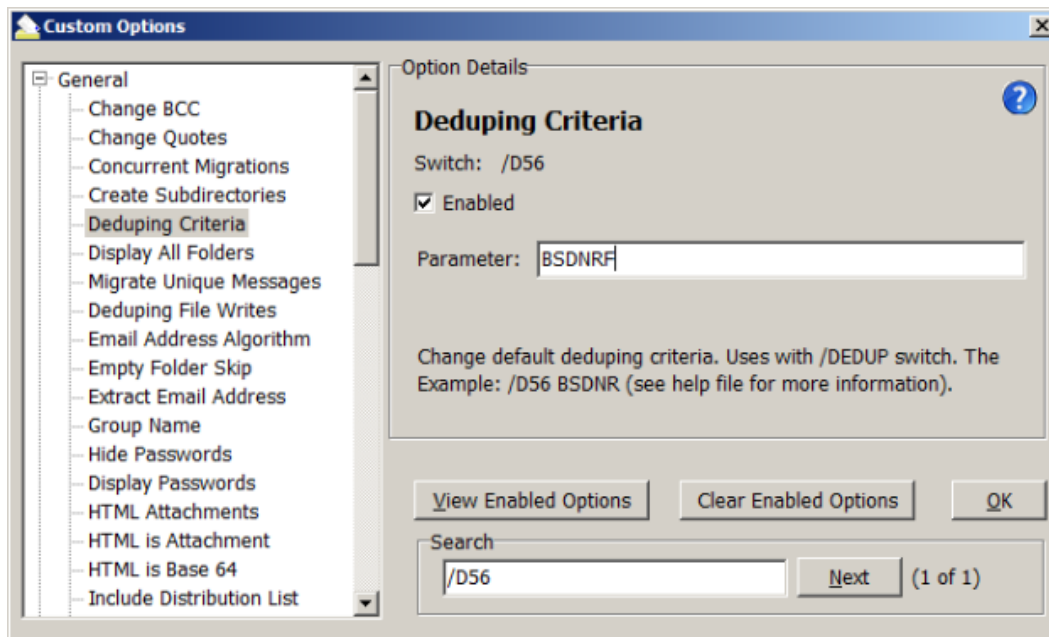 Custom Options
General
Change BCC
Change Quotes
Concurrent Migrations
Create Subdirectories
Deduping Criteria
Display All Folders
Migrate Unique Messages
Deduping File Writes
Email Address Algorithm
Empty Folder Skip
Extract Email Address
Group Name
Hide Passwords
Display Passwords
HTML Attachments
HTML is Attachment
HTML is Base 64
Include Distribution List
Option Details
?
Deduping Criteria
Switch: /D56
Enabled
Parameter: BSDNRF
Change default deduping criteria. Uses with /DEDUP switch. The
Example: /D56 BSDNR (see help file for more information).
View Enabled Options Clear Enabled Options OK
Search
/D56 Next (1 of 1)